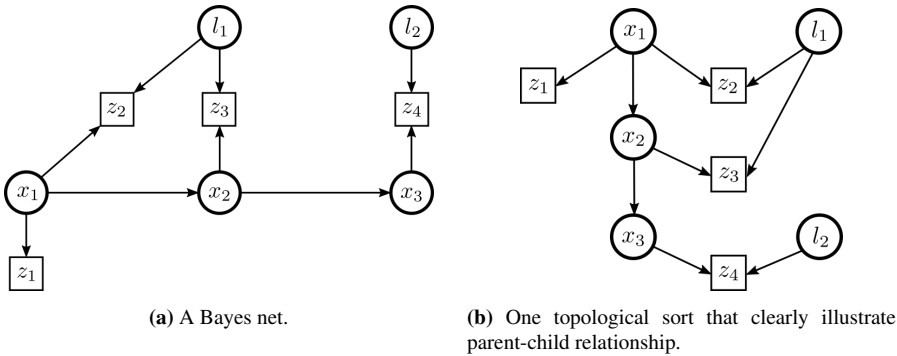 l₁
l₂
z₂
z₃
z₄
x₁
x₂
x₃
z₁
(a) A Bayes net.
x₁
l₁
z₁
z₂
x₂
z₃
x₃
l₂
z₄
(b) One topological sort that clearly illustrate
parent-child relationship.